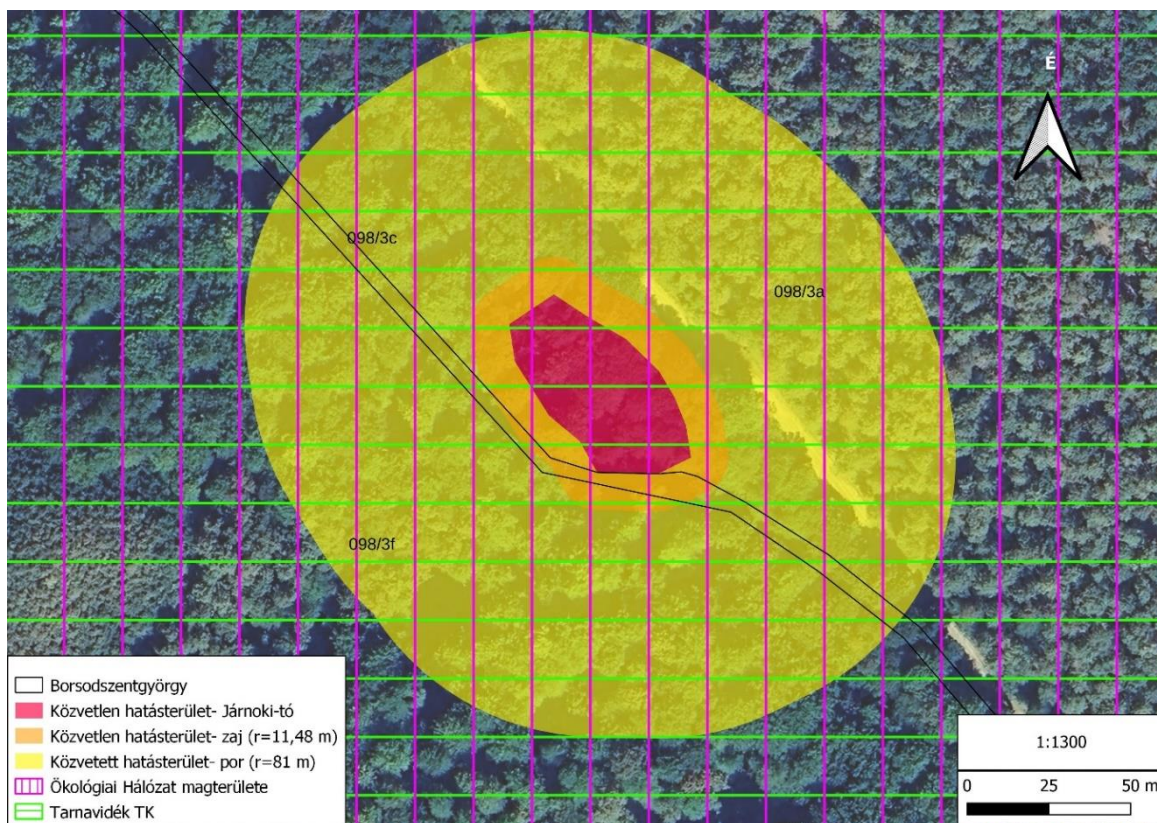 É
098/3c
098/3a
098/3f
Borsodszentgyörgy
Közvetlen hatásterület- Járnoki-tó
Közvetlen hatásterület- zaj (r=11,48 m)
Közvetett hatásterület- por (r=81 m)
Ökológiai Hálózat magterülete
Tarnavidék TK
1:1300
0 25 50 m